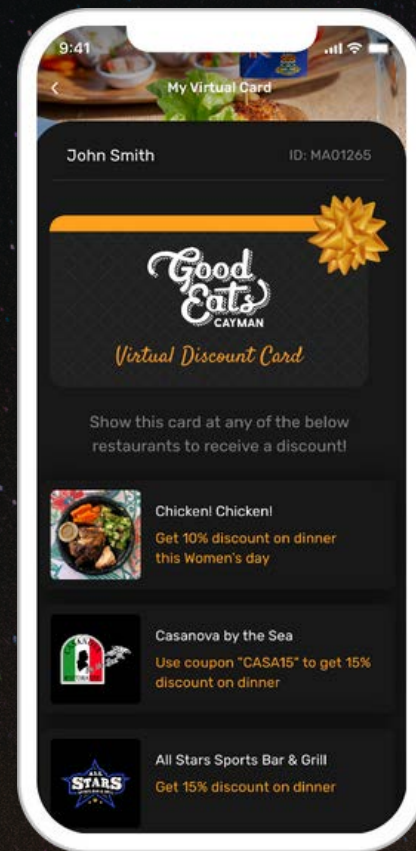 9:41
My Virtual Card
John Smith ID: MA01265
Good
Eats
CAYMAN
Virtual Discount Card
Show this card at any of the below
restaurants to receive a discount!
Chicken! Chicken!
Get 10% discount on dinner
this Women's day
Casanova by the Sea
Use coupon "CASA15" to get 15%
discount on dinner
ALL
STARS
All Stars Sports Bar & Grill
Get 15% discount on dinner